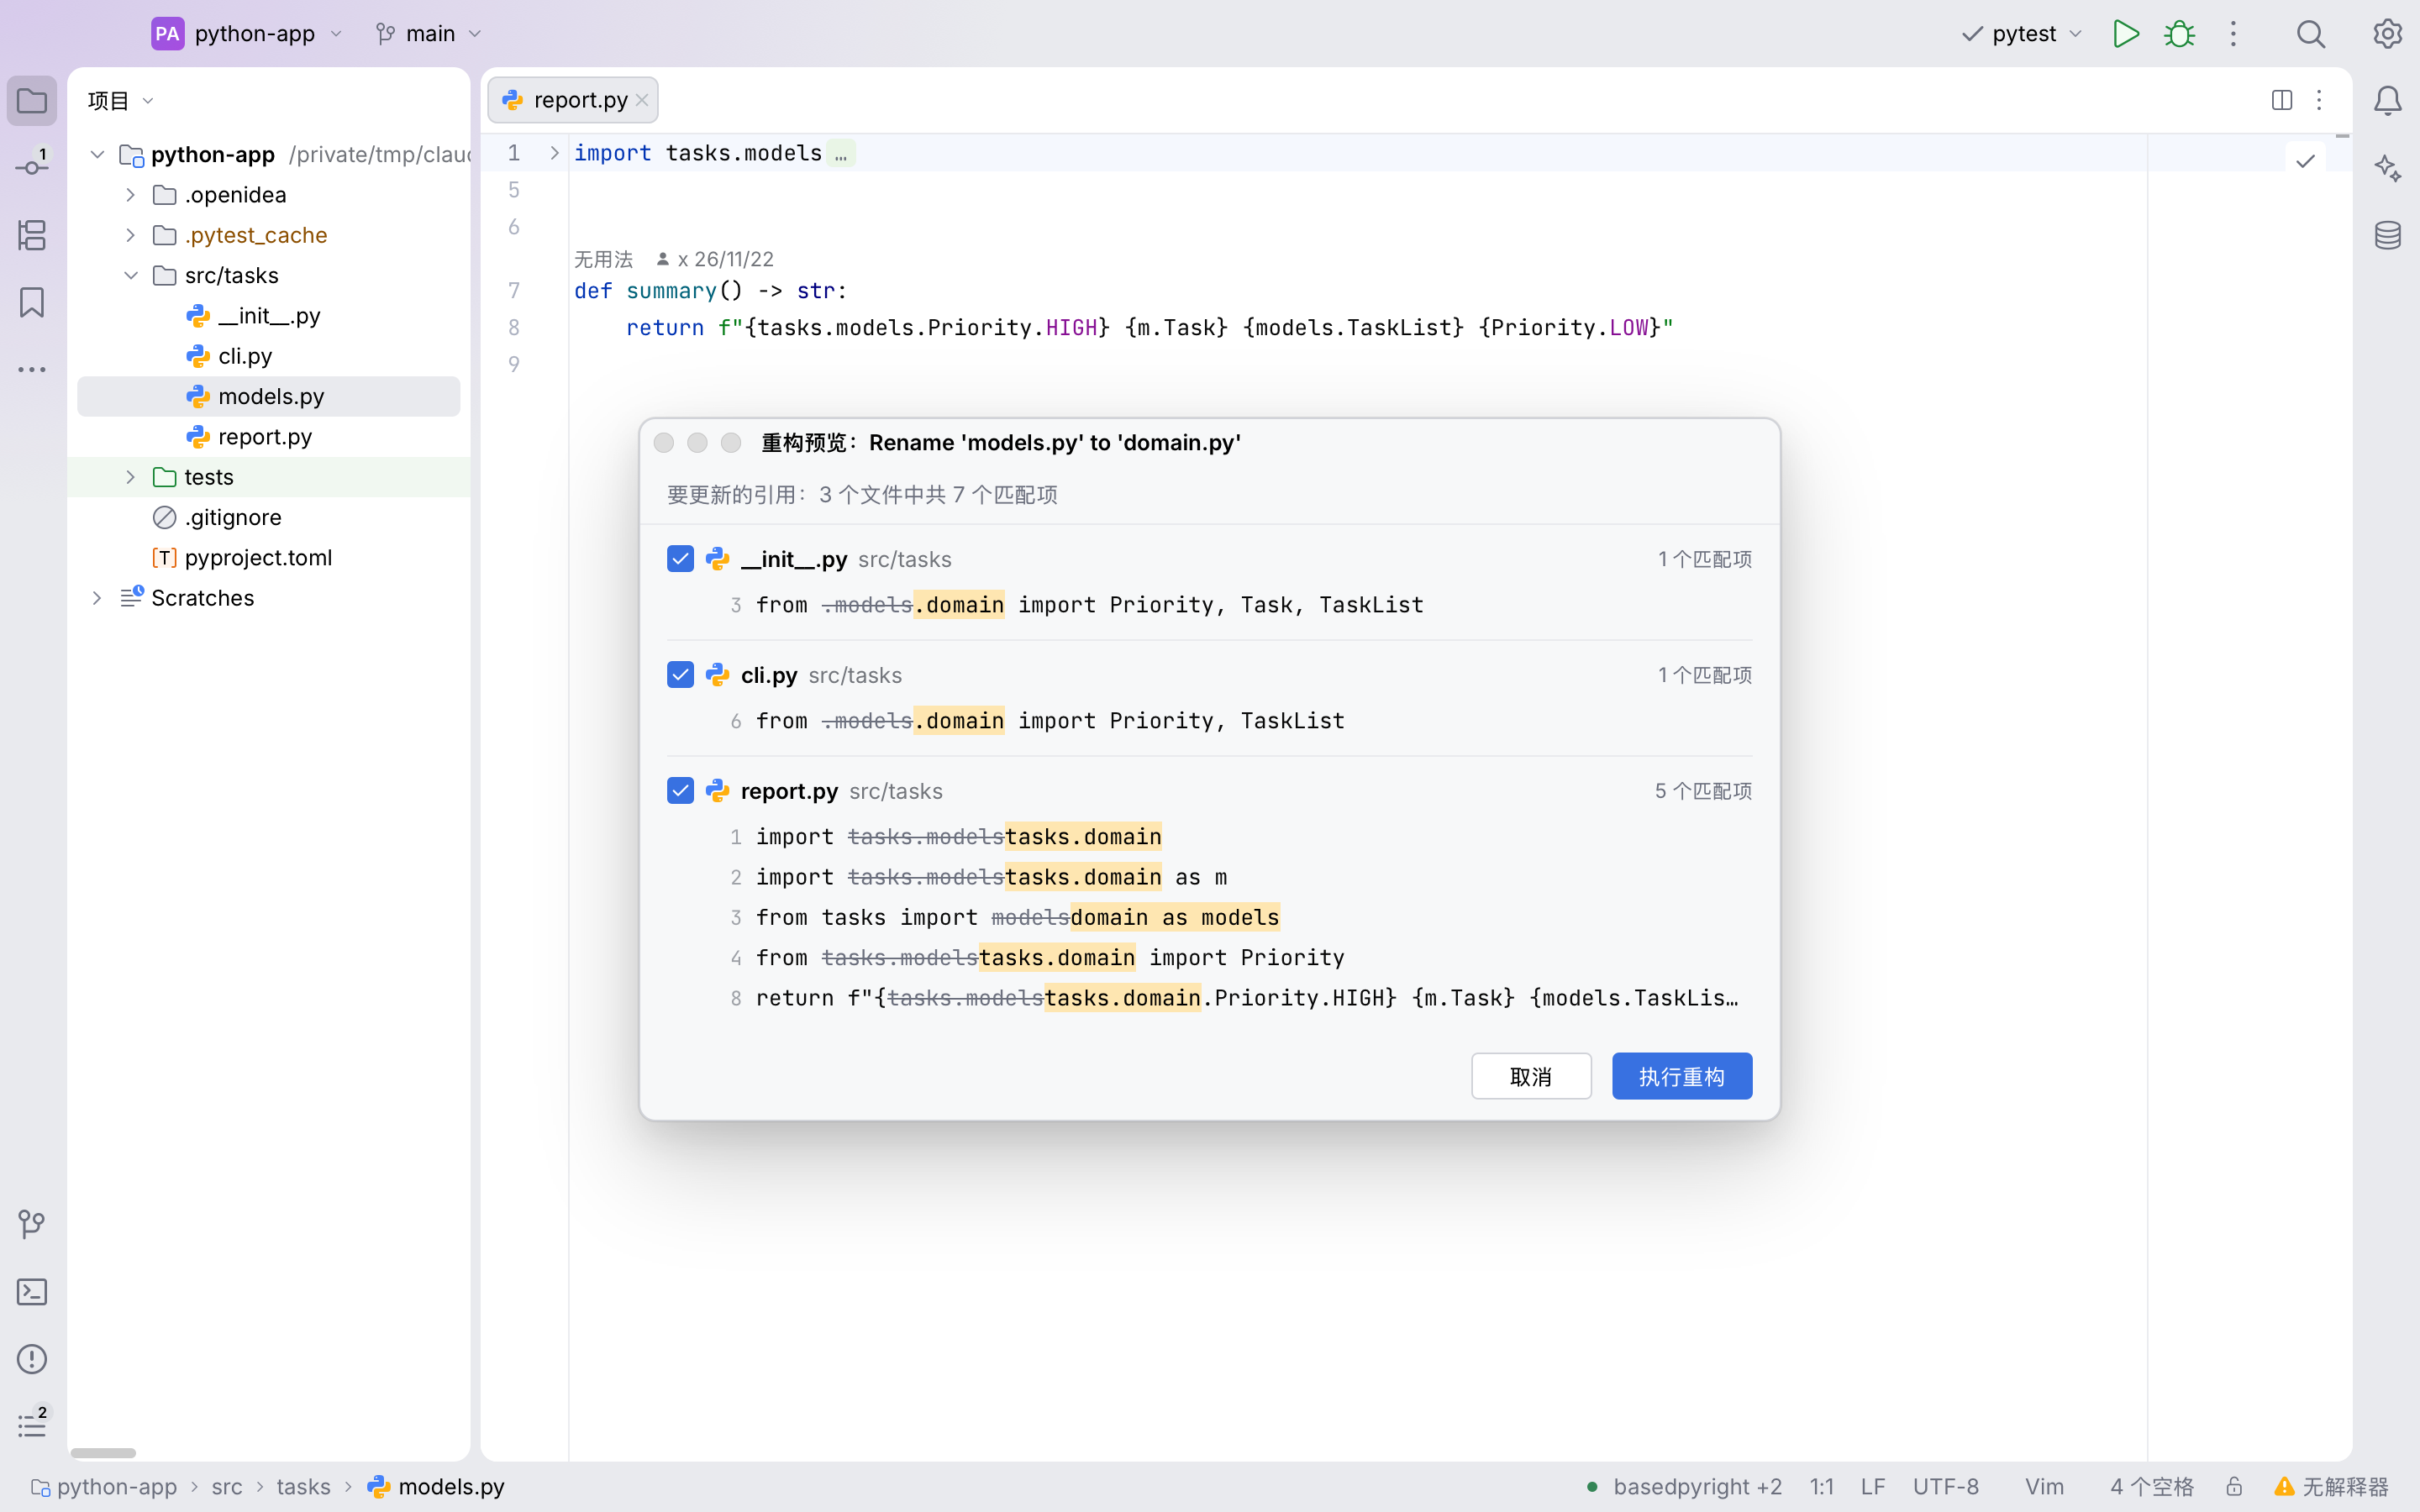 PA python-app main pytest
项目
python-app /private/tmp/clau
.openidea
.pytest_cache
src/tasks
__init__.py
cli.py
models.py
report.py
tests
.gitignore
[T] pyproject.toml
Scratches
1
2
report.py
1 import tasks.models...
5
6
无用法 x 26/11/22
7 def summary() -> str:
8 return f"{tasks.models.Priority.HIGH} {m.Task} {models.TaskList} {Priority.LOW}"
9
重构预览：Rename 'models.py' to 'domain.py'
要更新的引用：3 个文件中共 7 个匹配项
__init__.py src/tasks 1 个匹配项
3 from .models.domain import Priority, Task, TaskList
cli.py src/tasks 1 个匹配项
6 from .models.domain import Priority, TaskList
report.py src/tasks 5 个匹配项
1 import tasks.modelstasks.domain
2 import tasks.modelstasks.domain as m
3 from tasks import modelsdomain as models
4 from tasks.modelstasks.domain import Priority
8 return f"{tasks.modelstasks.domain.Priority.HIGH} {m.Task} {models.TaskLis…
取消 执行重构
python-app > src > tasks > models.py basedpyright +2 1:1 LF UTF-8 Vim 4 个空格 无解释器